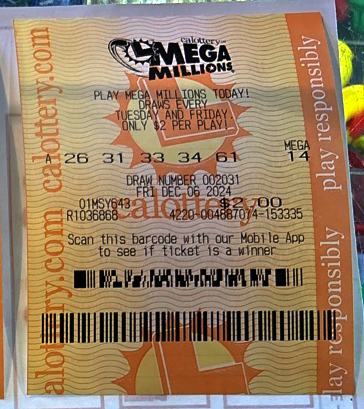 calottery
MEGA
MILLIONS
PLAY MEGA MILLIONS TODAY!
DRAWS EVERY
TUESDAY AND FRIDAY.
ONLY $2 PER PLAY!
MEGA
A 26 31 33 34 61 14
DRAW NUMBER 002031
FRI DEC 06 2024
01MSY643 $2.00
R1036868 4220-004887074-153335
calottery
Scan this barcode with our Mobile App
to see if ticket is a winner
calottery.com calottery.com
play responsibly play responsibly